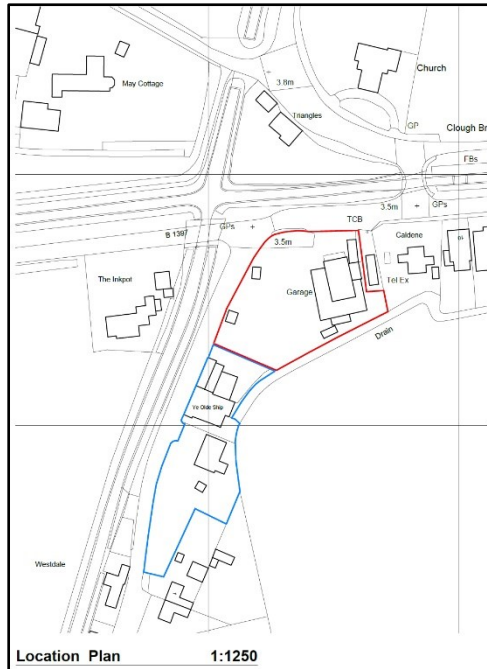 Church
3.8m
May Cottage
Triangles
GP
Clough Br
FBs
3.5m
GPs
GPs
TCB
B 1397
3.5m
Caldene
The Inkpot
Garage
Tel Ex
Drain
Ye Olde Ship
Westdale
Location Plan 1:1250